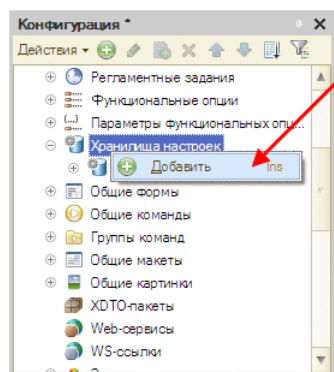 Конфигурация *
Действия
Регламентные задания
Функциональные опции
Параметры функциональных опц...
Хранилища настроек
Добавить Ins
Общие формы
Общие команды
Группы команд
Общие макеты
Общие картинки
XDTO-пакеты
Web-сервисы
WS-ссылки